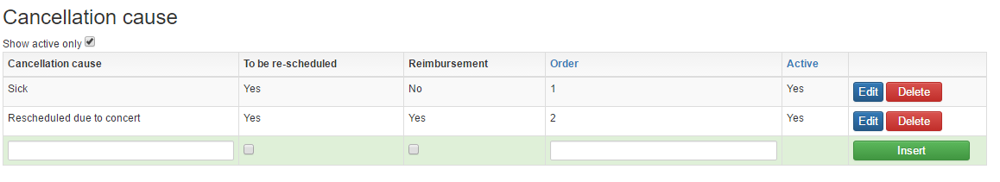 Cancellation cause
Show active only
Cancellation cause To be re-scheduled Reimbursement Order Active
Sick Yes No 1 Yes Edit Delete
Rescheduled due to concert Yes Yes 2 Yes Edit Delete
Insert